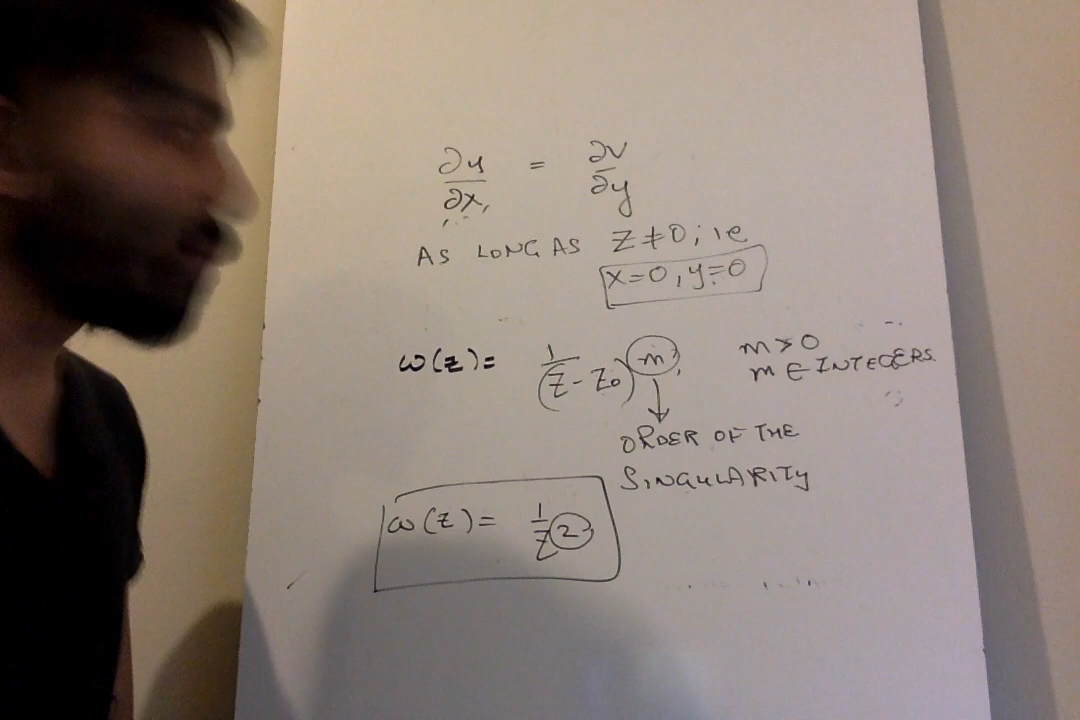 ∂u/∂x, = ∂v/∂y
AS LONG AS Z ≠ 0; ie
x=0, y=0
ω(z) = 1/(z - z₀)^m, m > 0
m ∈ INTEGERS.
ORDER OF THE
SINGULARITY
ω(z) = 1/z^2